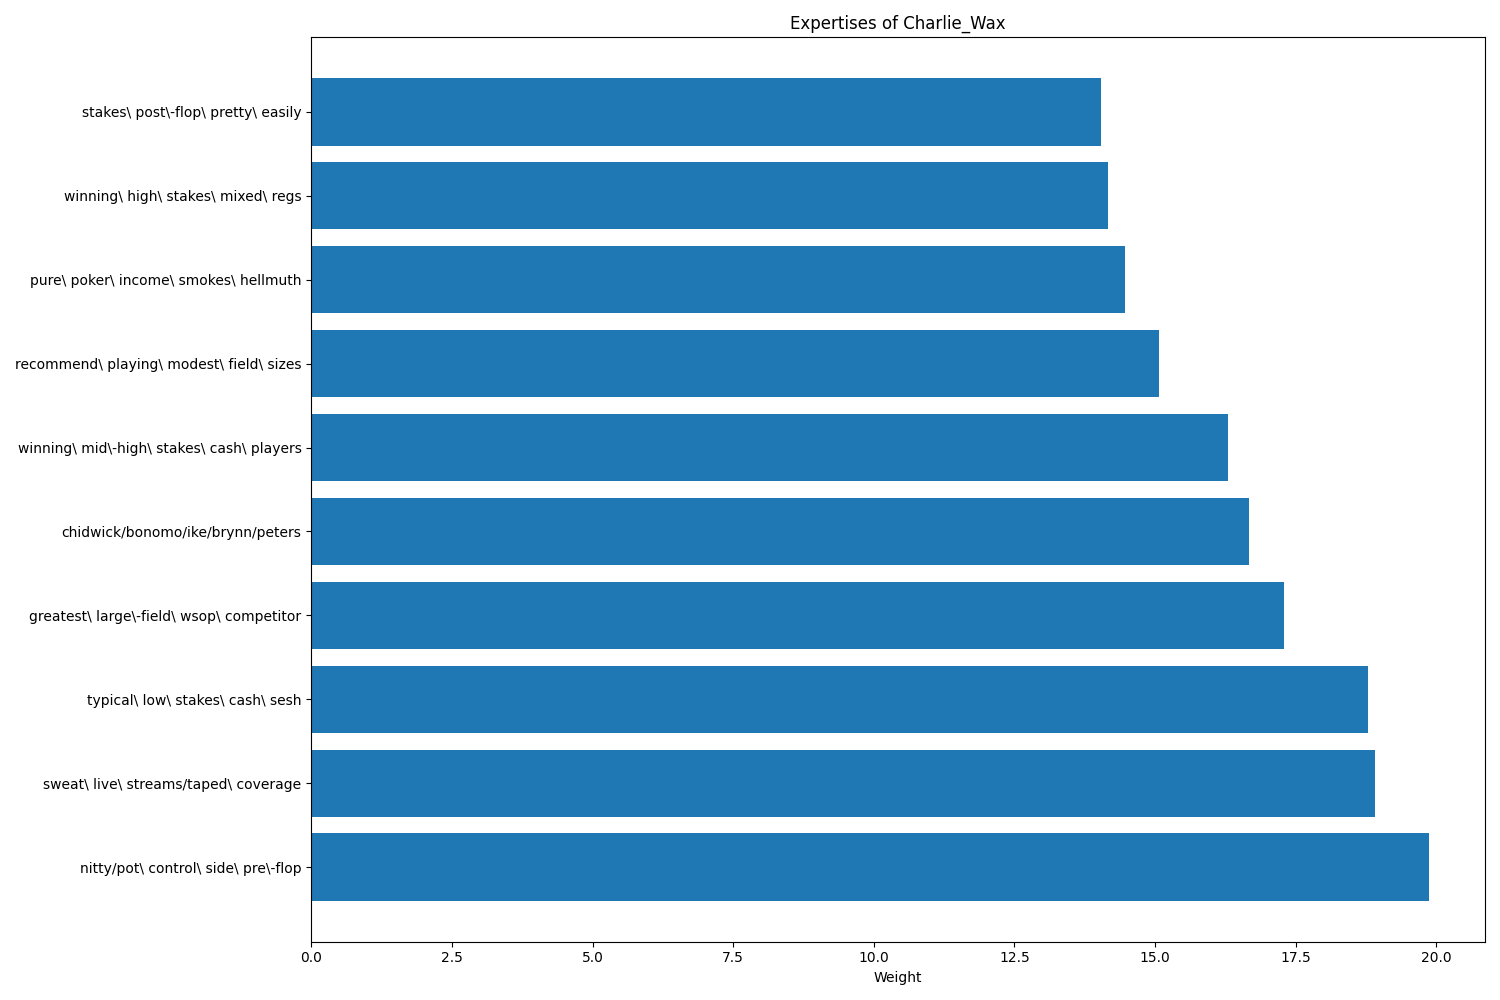 Expertises of Charlie_Wax
stakes\ post\-flop\ pretty\ easily
winning\ high\ stakes\ mixed\ regs
pure\ poker\ income\ smokes\ hellmuth
recommend\ playing\ modest\ field\ sizes
winning\ mid\-high\ stakes\ cash\ players
chidwick/bonomo/ike/brynn/peters
greatest\ large\-field\ wsop\ competitor
typical\ low\ stakes\ cash\ sesh
sweat\ live\ streams/taped\ coverage
nitty/pot\ control\ side\ pre\-flop
0.0 2.5 5.0 7.5 10.0 12.5 15.0 17.5 20.0
Weight